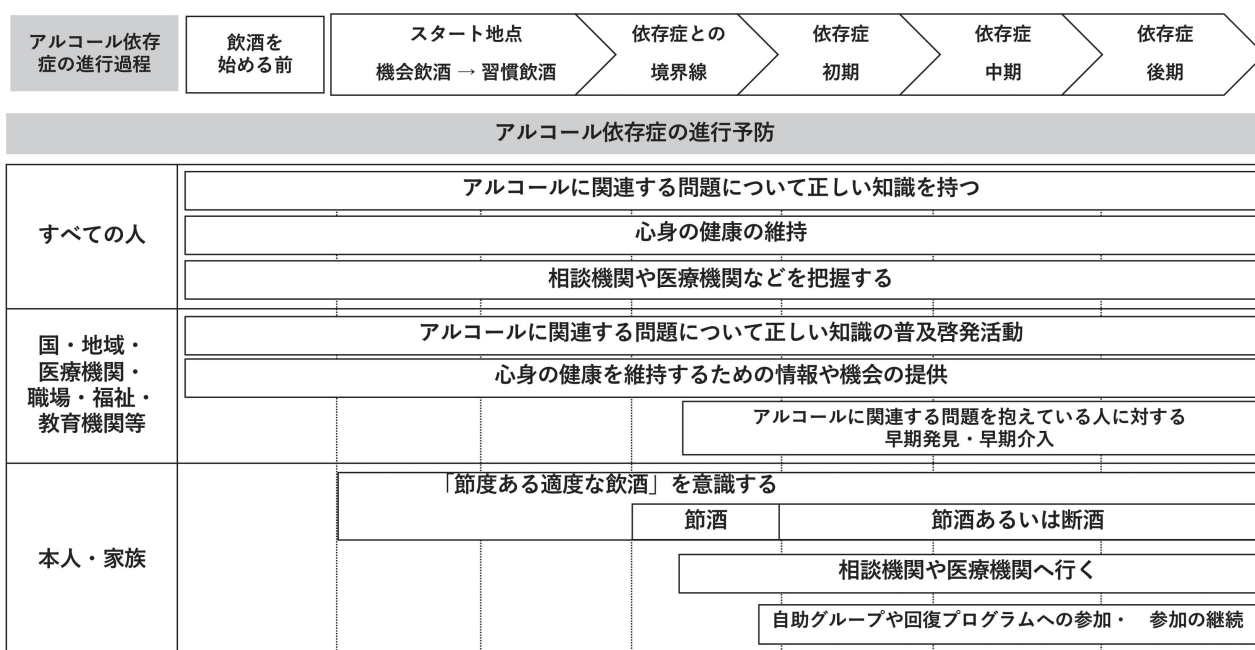 アルコール依存
症の進行過程
飲酒を
始める前
スタート地点
機会飲酒 → 習慣飲酒
依存症との
境界線
依存症
初期
依存症
中期
依存症
後期
アルコール依存症の進行予防
すべての人
アルコールに関連する問題について正しい知識を持つ
心身の健康の維持
相談機関や医療機関などを把握する
国・地域・
医療機関・
職場・福祉・
教育機関等
アルコールに関連する問題について正しい知識の普及啓発活動
心身の健康を維持するための情報や機会の提供
アルコールに関連する問題を抱えている人に対する
早期発見・早期介入
本人・家族
「節度ある適度な飲酒」を意識する
節酒
節酒あるいは断酒
相談機関や医療機関へ行く
自助グループや回復プログラムへの参加・　参加の継続